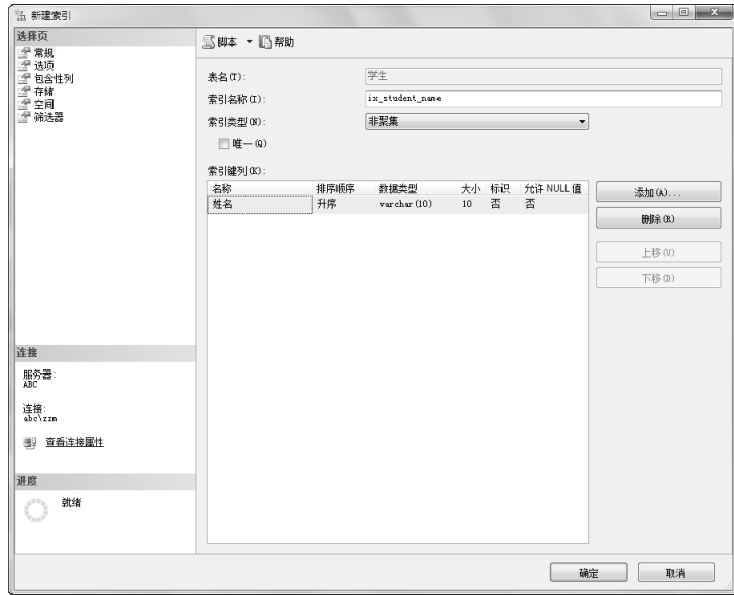 新建索引
选择页
常规
选项
包含性列
存储
空间
筛选器
脚本 帮助
表名(T): 学生
索引名称(I): ix_student_name
索引类型(N): 非聚集
唯一(Q)
索引键列(K):
名称 排序顺序 数据类型 大小 标识 允许 NULL 值
姓名 升序 varchar(10) 10 否 否
添加(A)...
删除(R)
上移(U)
下移(D)
连接
服务器:
ABC
连接:
abc\zzm
查看连接属性
进度
就绪
确定 取消